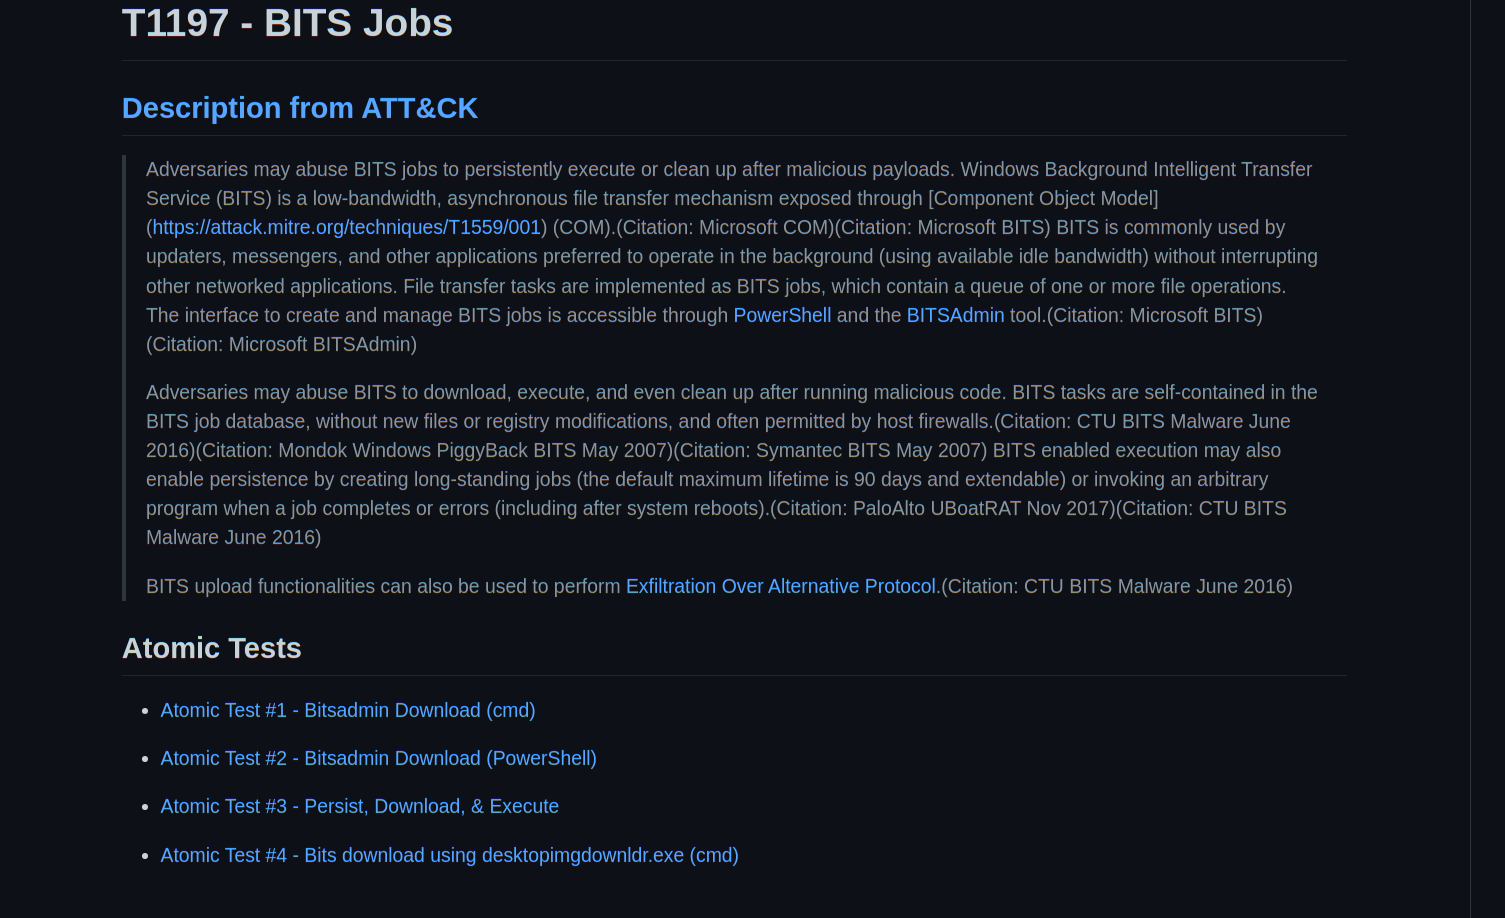 T1197 - BITS Jobs
Description from ATT&CK
Adversaries may abuse BITS jobs to persistently execute or clean up after malicious payloads. Windows Background Intelligent Transfer
Service (BITS) is a low-bandwidth, asynchronous file transfer mechanism exposed through [Component Object Model]
(https://attack.mitre.org/techniques/T1559/001) (COM).(Citation: Microsoft COM)(Citation: Microsoft BITS) BITS is commonly used by
updaters, messengers, and other applications preferred to operate in the background (using available idle bandwidth) without interrupting
other networked applications. File transfer tasks are implemented as BITS jobs, which contain a queue of one or more file operations.
The interface to create and manage BITS jobs is accessible through PowerShell and the BITSAdmin tool.(Citation: Microsoft BITS)
(Citation: Microsoft BITSAdmin)
Adversaries may abuse BITS to download, execute, and even clean up after running malicious code. BITS tasks are self-contained in the
BITS job database, without new files or registry modifications, and often permitted by host firewalls.(Citation: CTU BITS Malware June
2016)(Citation: Mondok Windows PiggyBack BITS May 2007)(Citation: Symantec BITS May 2007) BITS enabled execution may also
enable persistence by creating long-standing jobs (the default maximum lifetime is 90 days and extendable) or invoking an arbitrary
program when a job completes or errors (including after system reboots).(Citation: PaloAlto UBoatRAT Nov 2017)(Citation: CTU BITS
Malware June 2016)
BITS upload functionalities can also be used to perform Exfiltration Over Alternative Protocol.(Citation: CTU BITS Malware June 2016)
Atomic Tests
• Atomic Test #1 - Bitsadmin Download (cmd)
• Atomic Test #2 - Bitsadmin Download (PowerShell)
• Atomic Test #3 - Persist, Download, & Execute
• Atomic Test #4 - Bits download using desktopimgdownldr.exe (cmd)